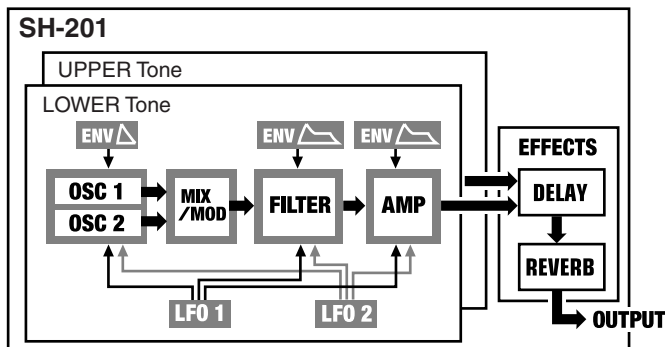 SH-201
UPPER Tone
LOWER Tone
ENV
ENV
ENV
EFFECTS
OSC 1
OSC 2
MIX
/MOD
FILTER
AMP
DELAY
REVERB
LFO 1
LFO 2
OUTPUT